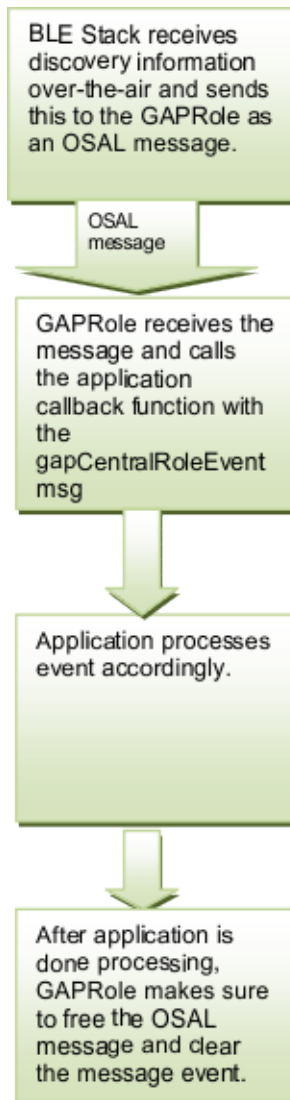 BLE Stack receives
discovery information
over-the-air and sends
this to the GAPRole as
an OSAL message.
OSAL
message
GAPRole receives the
message and calls
the application
callback function with
the
gapCentralRoleEvent
msg
Application processes
event accordingly.
After application is
done processing,
GAPRole makes sure
to free the OSAL
message and clear
the message event.